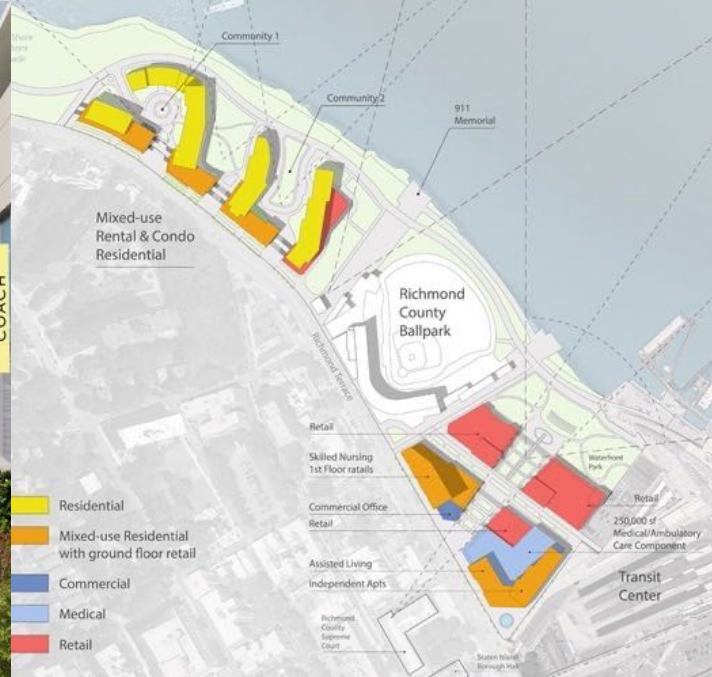 Shore
COACH
Community 1
Community 2
911
Memorial
Mixed-use
Rental & Condo
Residential
Richmond
County
Ballpark
Richmond Terrace
Retail
Skilled Nursing
1st Floor ratails
Commercial Office
Retail
Assisted Living
Independent Apts
Waterfront
Park
Retail
250,000 sf
Medical/Ambulatory
Care Component
Transit
Center
Richmond
County
Supreme
Court
Staten Island
Borough Hall
Residential
Mixed-use Residential
with ground floor retail
Commercial
Medical
Retail